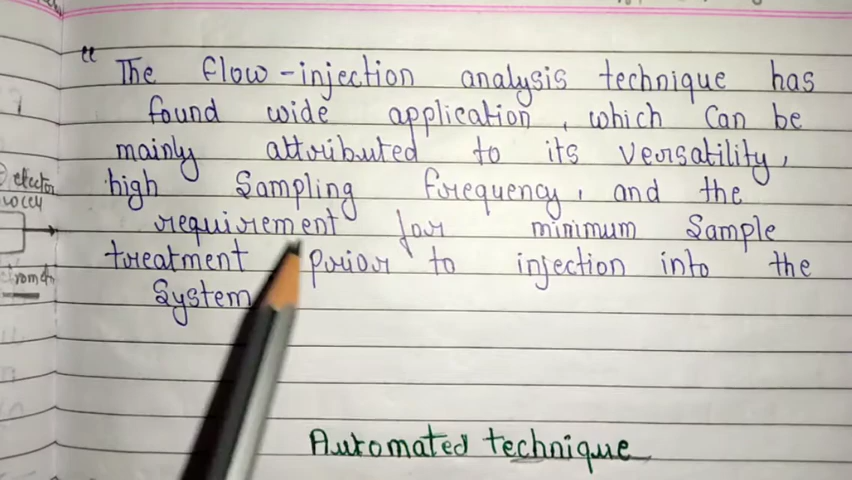 " The flow-injection analysis technique has
found wide application, which can be
mainly attributed to its versatility,
high Sampling frequency, and the
requirement for minimum Sample
treatment prior to injection into the
System
Automated technique